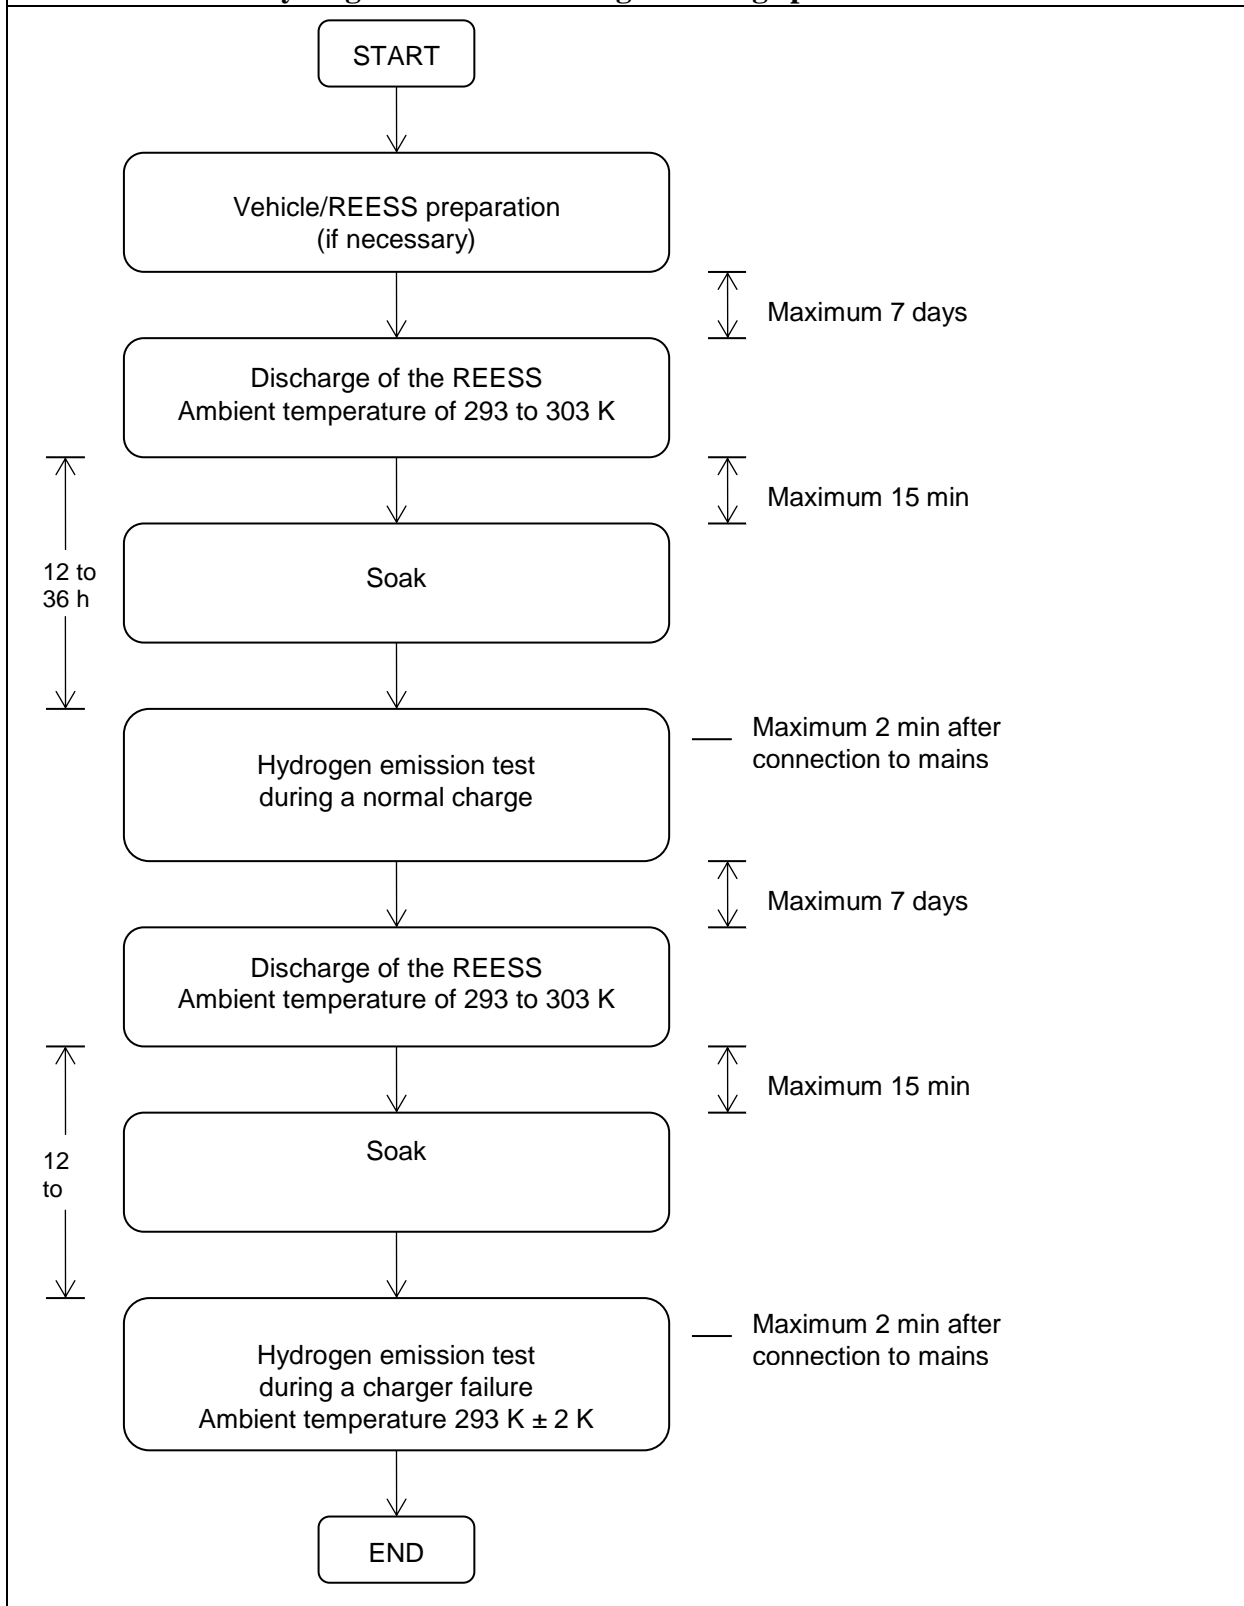 START
Vehicle/REESS preparation
(if necessary)
Maximum 7 days
Discharge of the REESS
Ambient temperature of 293 to 303 K
Maximum 15 min
12 to
36 h
Soak
Maximum 2 min after
connection to mains
Hydrogen emission test
during a normal charge
Maximum 7 days
Discharge of the REESS
Ambient temperature of 293 to 303 K
Maximum 15 min
12
to
Soak
Maximum 2 min after
connection to mains
Hydrogen emission test
during a charger failure
Ambient temperature 293 K ± 2 K
END